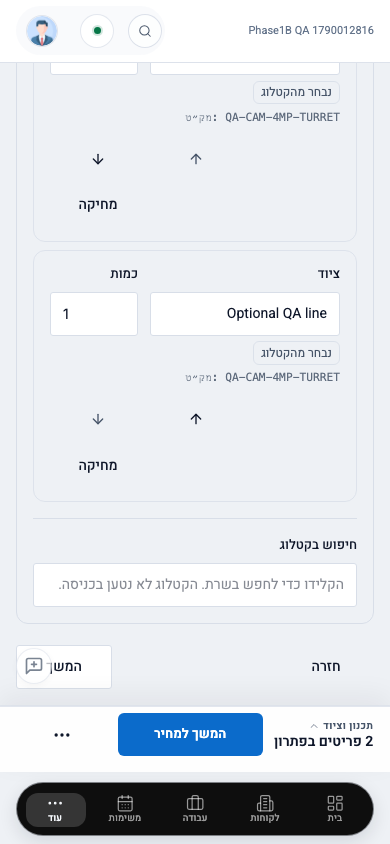 Phase1B QA 1790012816
נבחר מהקטלוג
מק״ט: QA-CAM-4MP-TURRET
מחיקה
ציוד
כמות
Optional QA line
1
נבחר מהקטלוג
מק״ט: QA-CAM-4MP-TURRET
מחיקה
חיפוש בקטלוג
הקלידו כדי לחפש בשרת. הקטלוג לא נטען בכניסה.
חזרה
המשך
תכנון וציוד
2 פריטים בפתרון
המשך למחיר
בית
לקוחות
עבודה
משימות
עוד